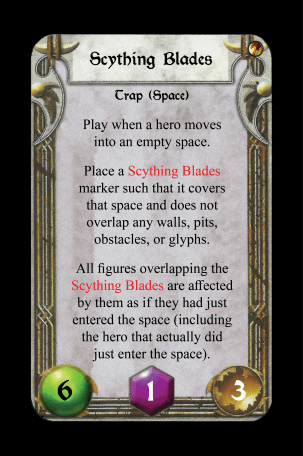 Scything Blades
Trap (Space)
Play when a hero moves
into an empty space.
Place a Scything Blades
marker such that it covers
that space and does not
overlap any walls, pits,
obstacles, or glyphs.
All figures overlapping the
Scything Blades are affected
by them as if they had just
entered the space (including
the hero that actually did
just enter the space).
6 1 3